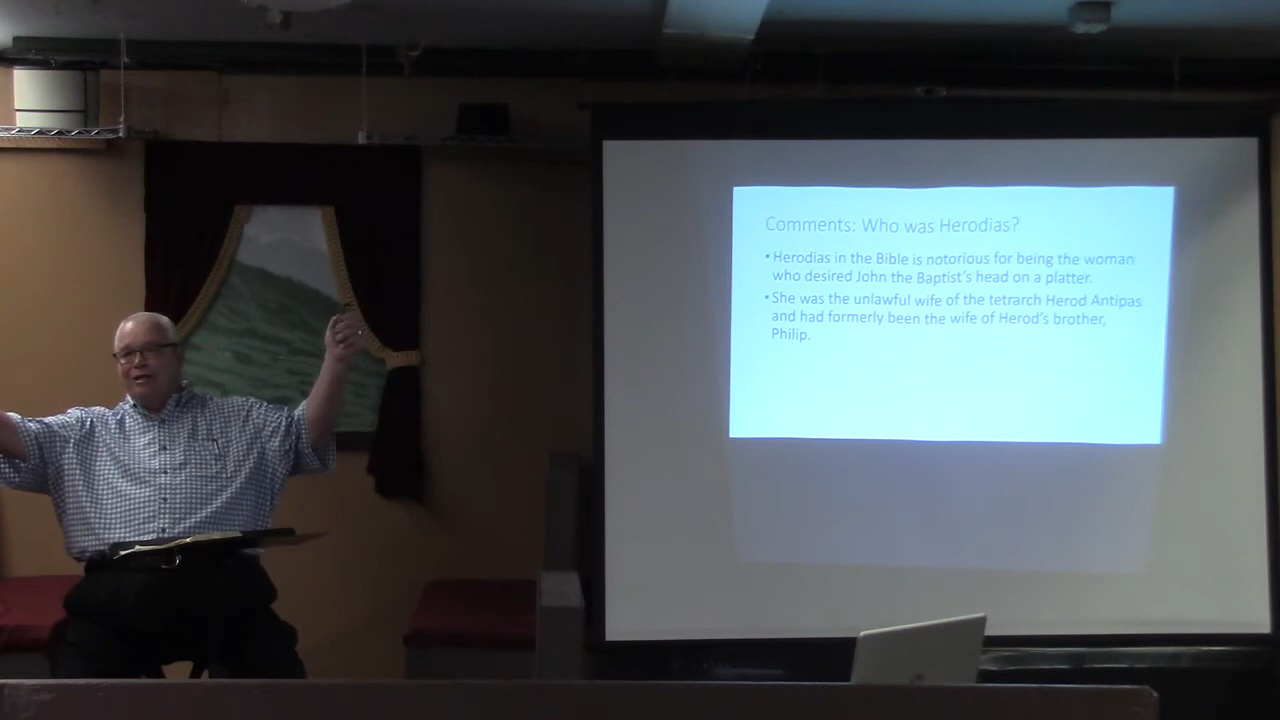 Comments: Who was Herodias?
• Herodias in the Bible is notorious for being the woman
who desired John the Baptist's head on a platter.
• She was the unlawful wife of the tetrarch Herod Antipas
and had formerly been the wife of Herod's brother,
Philip.